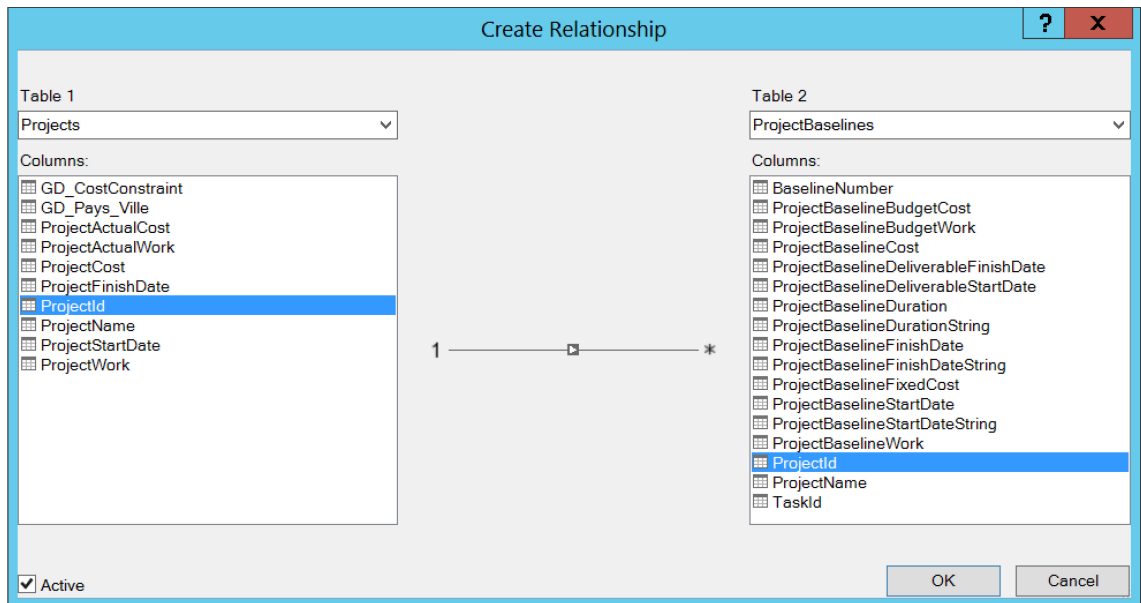 Create Relationship
?
X
Table 1
Projects
Columns:
GD_CostConstraint
GD_Pays_Ville
ProjectActualCost
ProjectActualWork
ProjectCost
ProjectFinishDate
ProjectId
ProjectName
ProjectStartDate
ProjectWork
1
*
Table 2
ProjectBaselines
Columns:
BaselineNumber
ProjectBaselineBudgetCost
ProjectBaselineBudgetWork
ProjectBaselineCost
ProjectBaselineDeliverableFinishDate
ProjectBaselineDeliverableStartDate
ProjectBaselineDuration
ProjectBaselineDurationString
ProjectBaselineFinishDate
ProjectBaselineFinishDateString
ProjectBaselineFixedCost
ProjectBaselineStartDate
ProjectBaselineStartDateString
ProjectBaselineWork
ProjectId
ProjectName
TaskId
Active
OK
Cancel